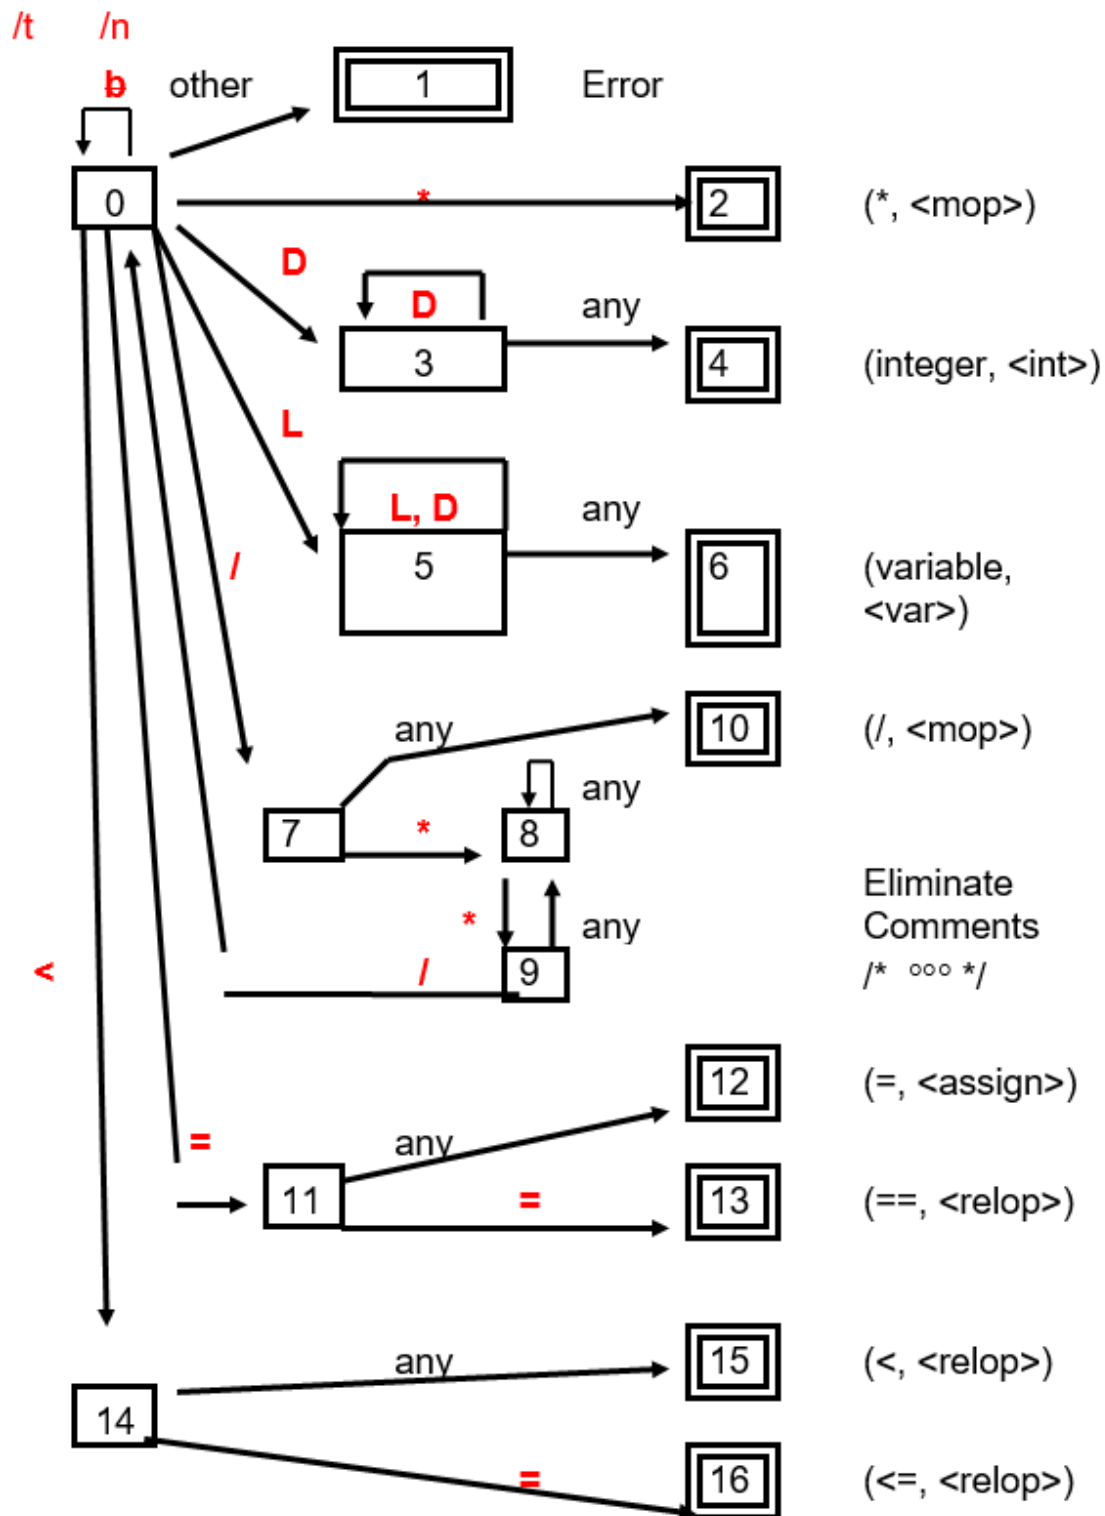 /t /n
b other 1 Error
0 * 2 (*, <mop>)
D
D any
3 4 (integer, <int>)
L
L, D any
5 6 (variable,
<var>)
/
any 10 (/, <mop>)
any
7 * 8
Eliminate
* any Comments
< / 9 /* °°° */
12 (=, <assign>)
= any
11 = 13 (==, <relop>)
any 15 (<, <relop>)
14
= 16 (<=, <relop>)